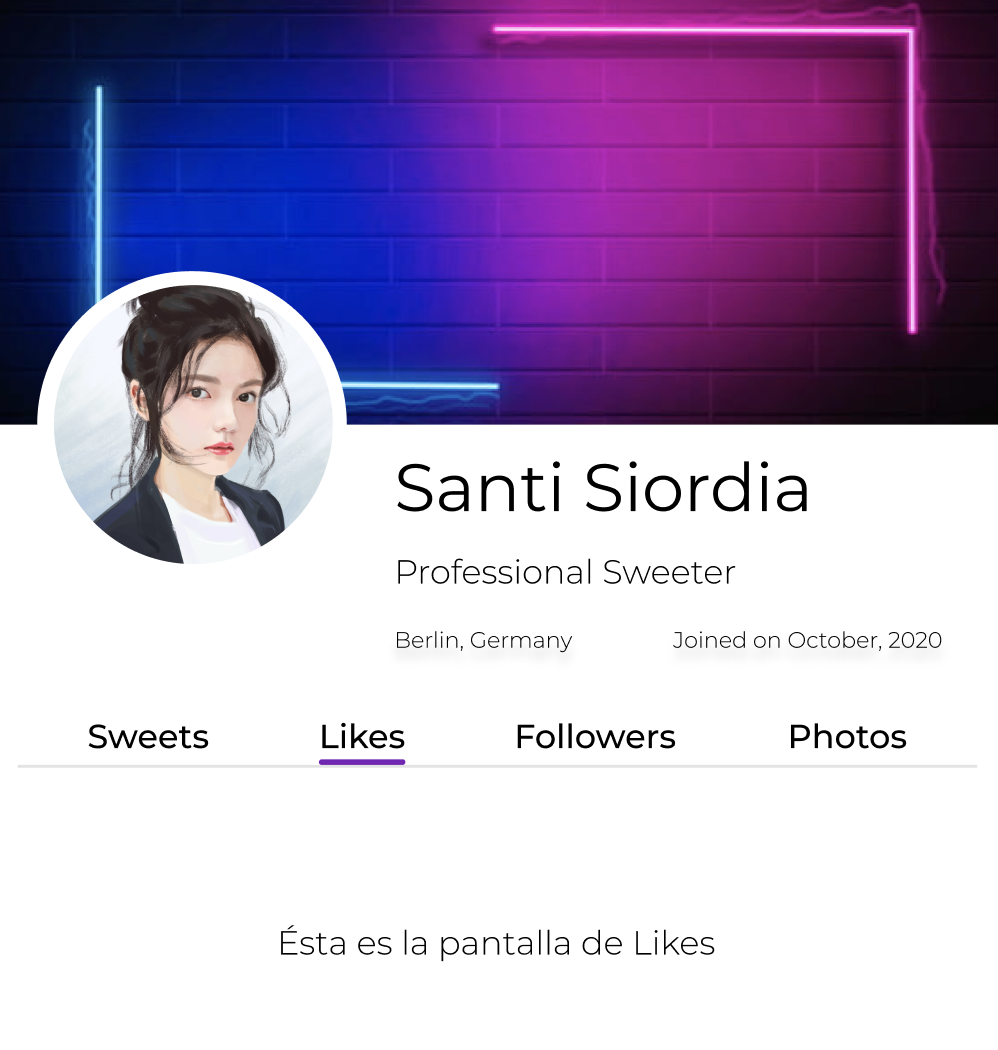 Santi Siordia
Professional Sweeter
Berlin, Germany Joined on October, 2020
Sweets Likes Followers Photos
Ésta es la pantalla de Likes